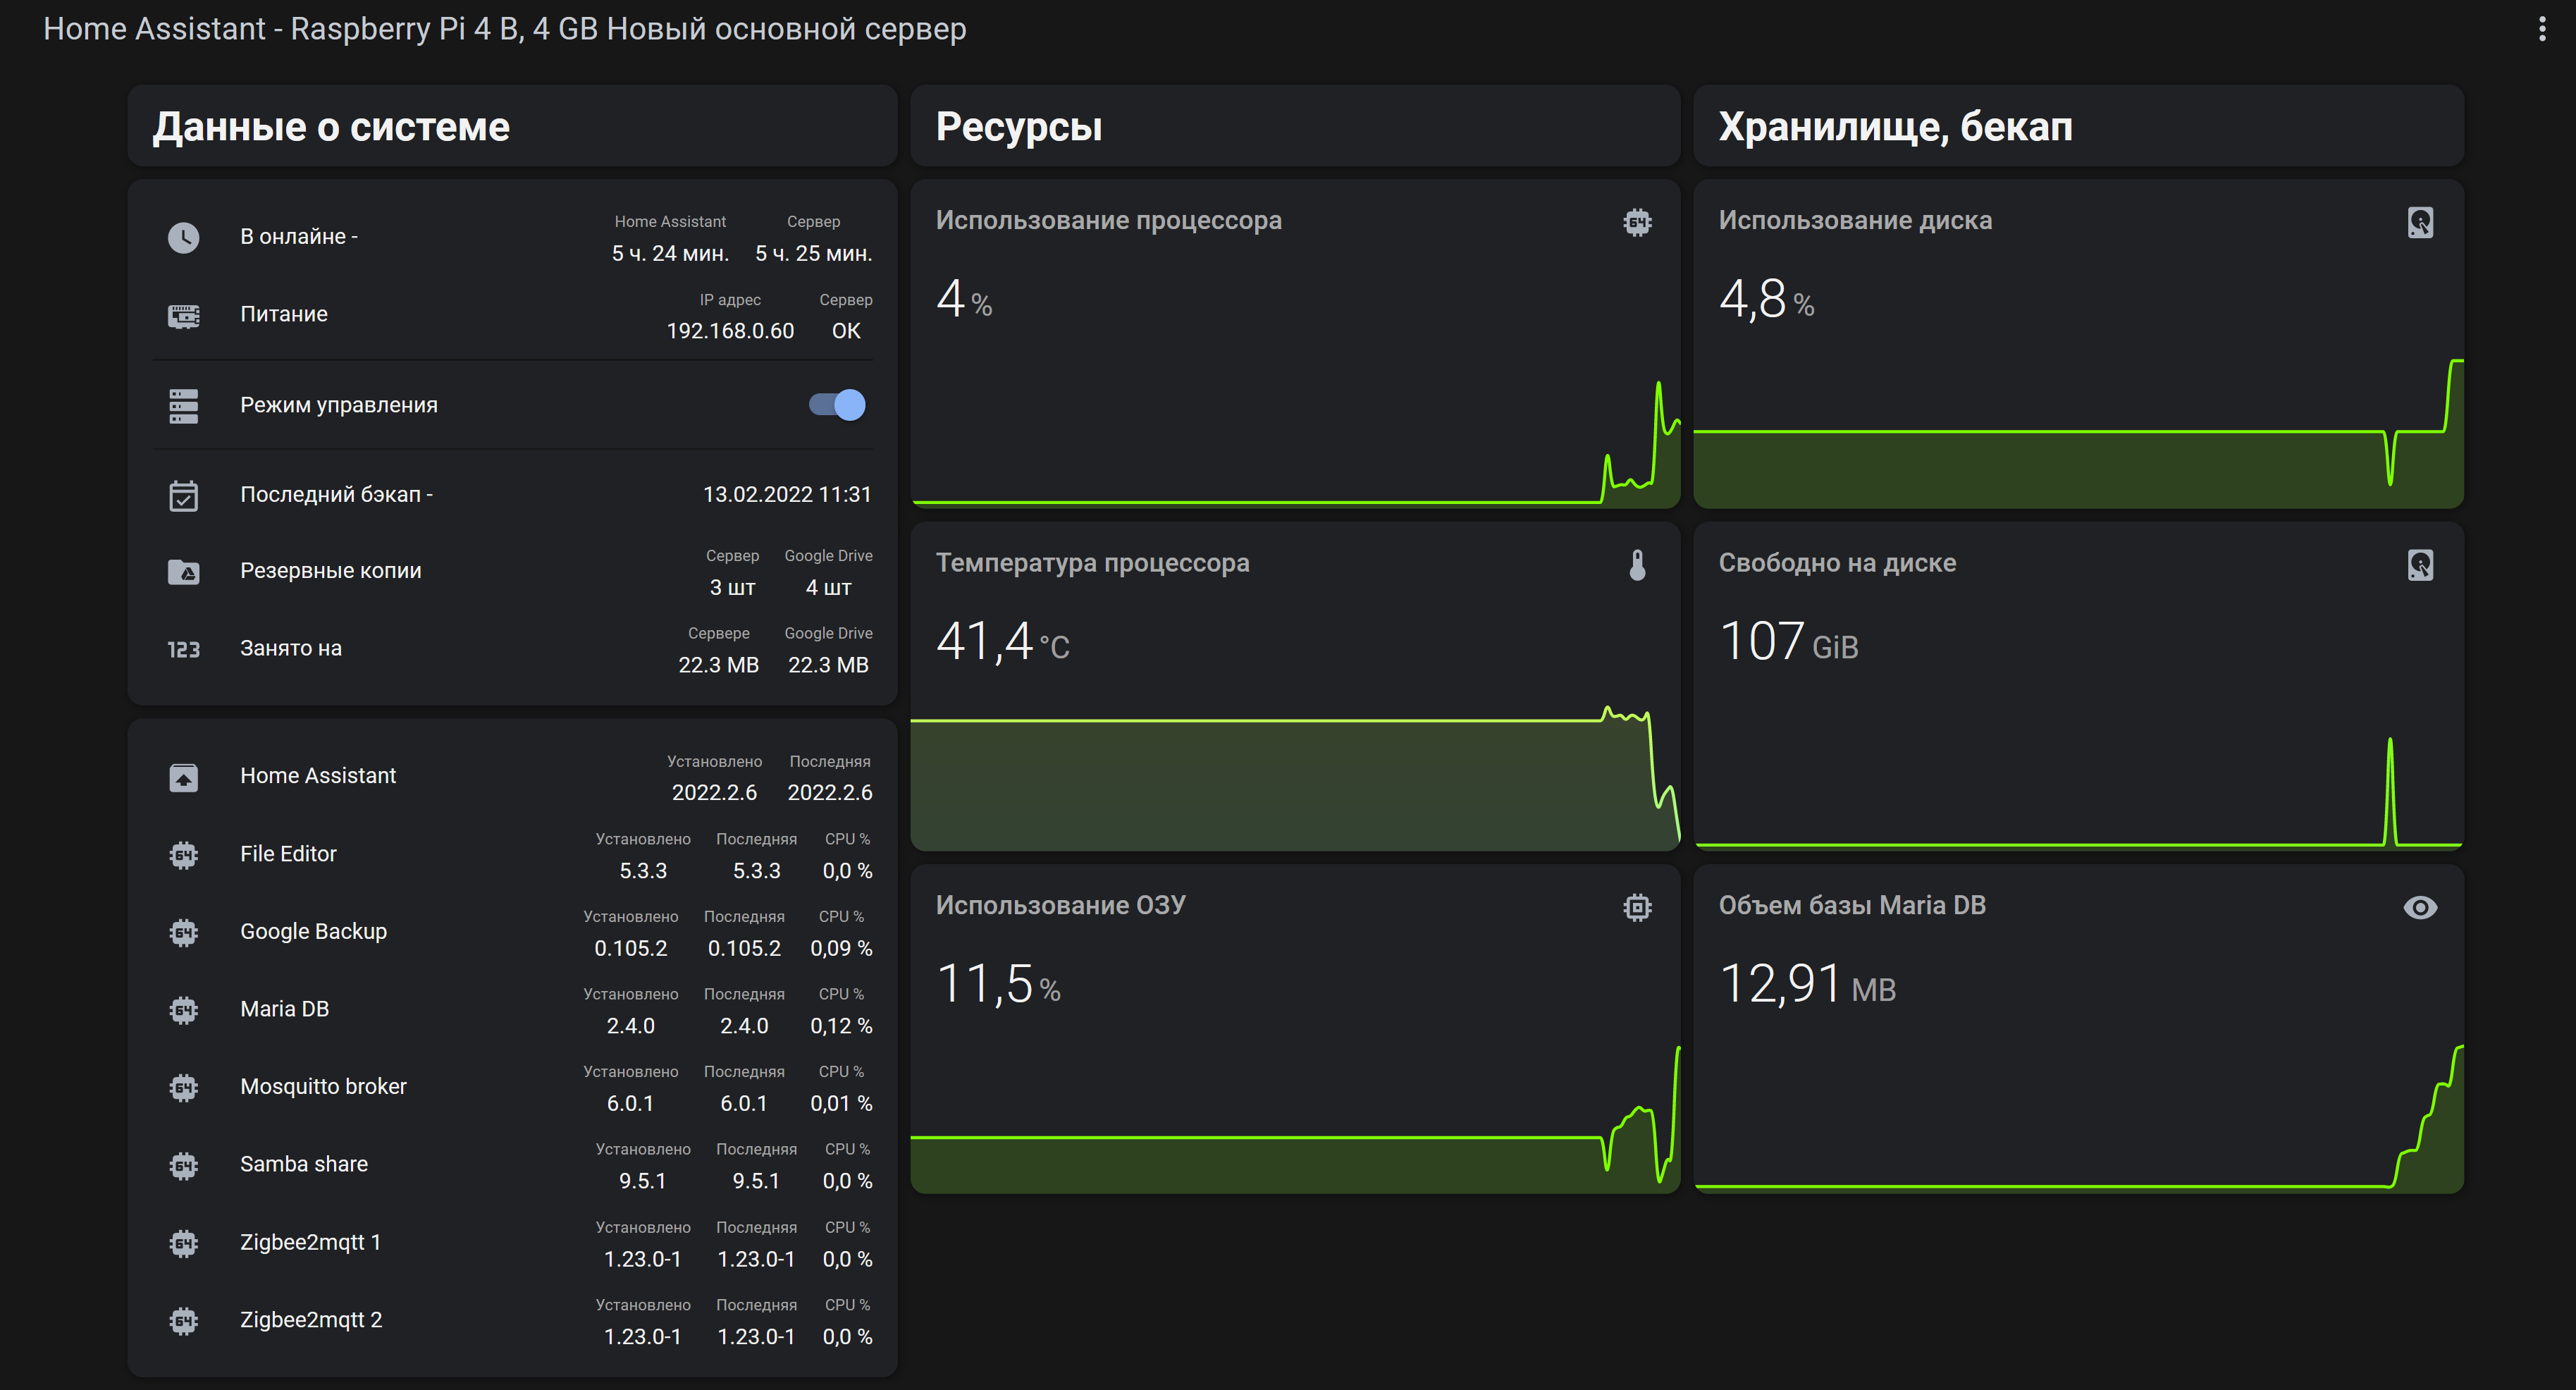 Home Assistant - Raspberry Pi 4 B, 4 GB Новый основной сервер
Данные о системе
В онлайне -
Home Assistant Сервер
5 ч. 24 мин. 5 ч. 25 мин.
Питание
IP адрес Сервер
192.168.0.60 OK
Режим управления
Последний бэкап - 13.02.2022 11:31
Резервные копии
Сервер Google Drive
3 шт 4 шт
123 Занято на
Сервере Google Drive
22.3 MB 22.3 MB
Home Assistant
Установлено Последняя
2022.2.6 2022.2.6
64 File Editor
Установлено Последняя CPU %
5.3.3 5.3.3 0,0 %
64 Google Backup
Установлено Последняя CPU %
0.105.2 0.105.2 0,09 %
64 Maria DB
Установлено Последняя CPU %
2.4.0 2.4.0 0,12 %
64 Mosquitto broker
Установлено Последняя CPU %
6.0.1 6.0.1 0,01 %
64 Samba share
Установлено Последняя CPU %
9.5.1 9.5.1 0,0 %
64 Zigbee2mqtt 1
Установлено Последняя CPU %
1.23.0-1 1.23.0-1 0,0 %
64 Zigbee2mqtt 2
Установлено Последняя CPU %
1.23.0-1 1.23.0-1 0,0 %
Ресурсы
Использование процессора 64
4 %
Температура процессора
41,4 °C
Использование ОЗУ
11,5 %
Хранилище, бекап
Использование диска
4,8 %
Свободно на диске
107 GiB
Объем базы Maria DB
12,91 MB